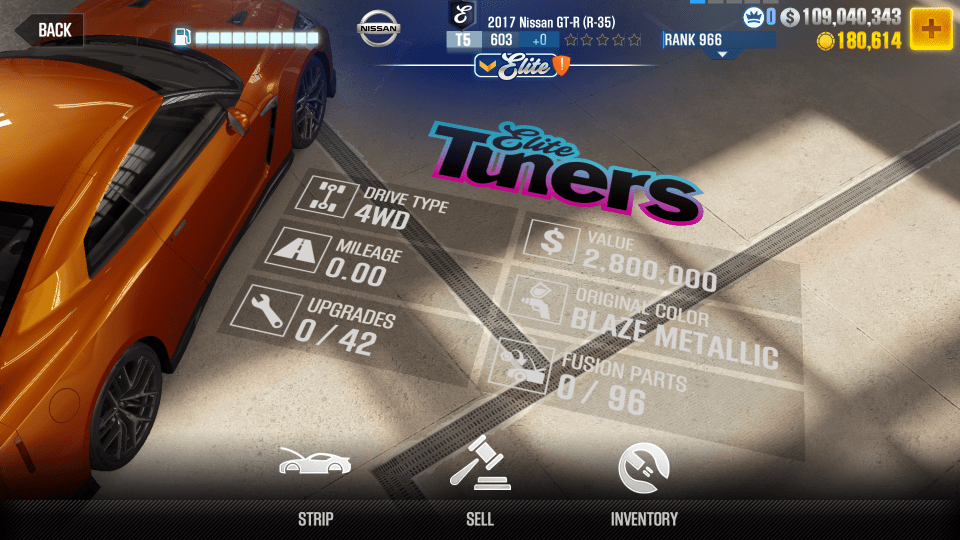 BACK
NISSAN
2017 Nissan GT-R (R-35)
T5 603 +0
Elite
RANK 966
0 $ 109,040,343
180,614
Elite
Tuners
DRIVE TYPE
4WD
MILEAGE
0.00
UPGRADES
0 / 42
VALUE
2,800,000
ORIGINAL COLOR
BLAZE METALLIC
FUSION PARTS
0 / 96
STRIP
SELL
INVENTORY